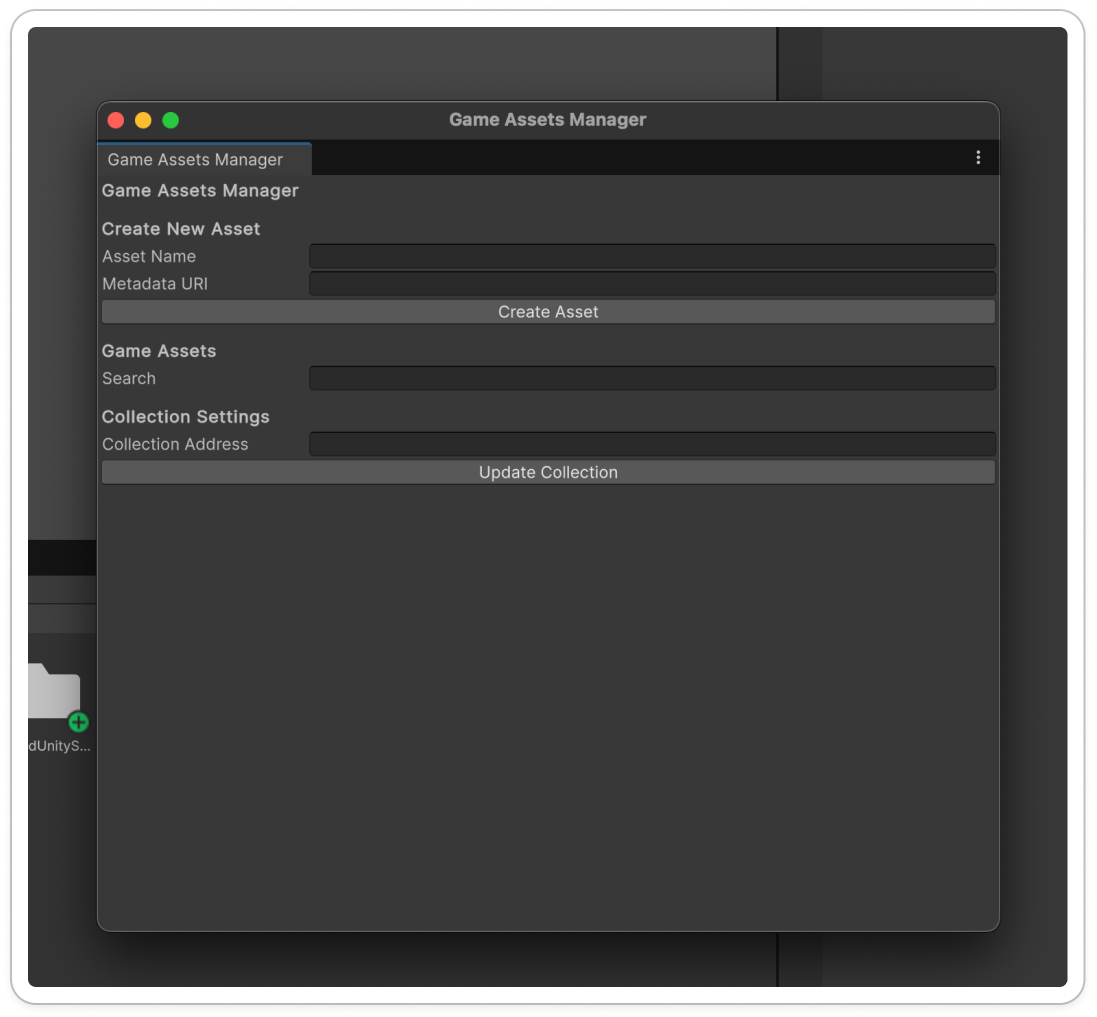 Game Assets Manager
Game Assets Manager
Game Assets Manager
Create New Asset
Asset Name
Metadata URI
Create Asset
Game Assets
Search
Collection Settings
Collection Address
Update Collection
dUnityS...